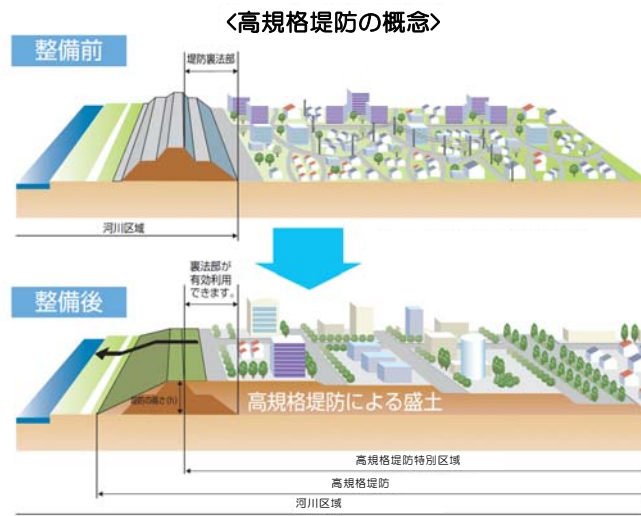 <高規格堤防の概念>
整備前
堤防裏法部
河川区域
裏法部が
有効利用
できます。
整備後
堤防の高さ(h)
高規格堤防による盛土
高規格堤防特別区域
高規格堤防
河川区域